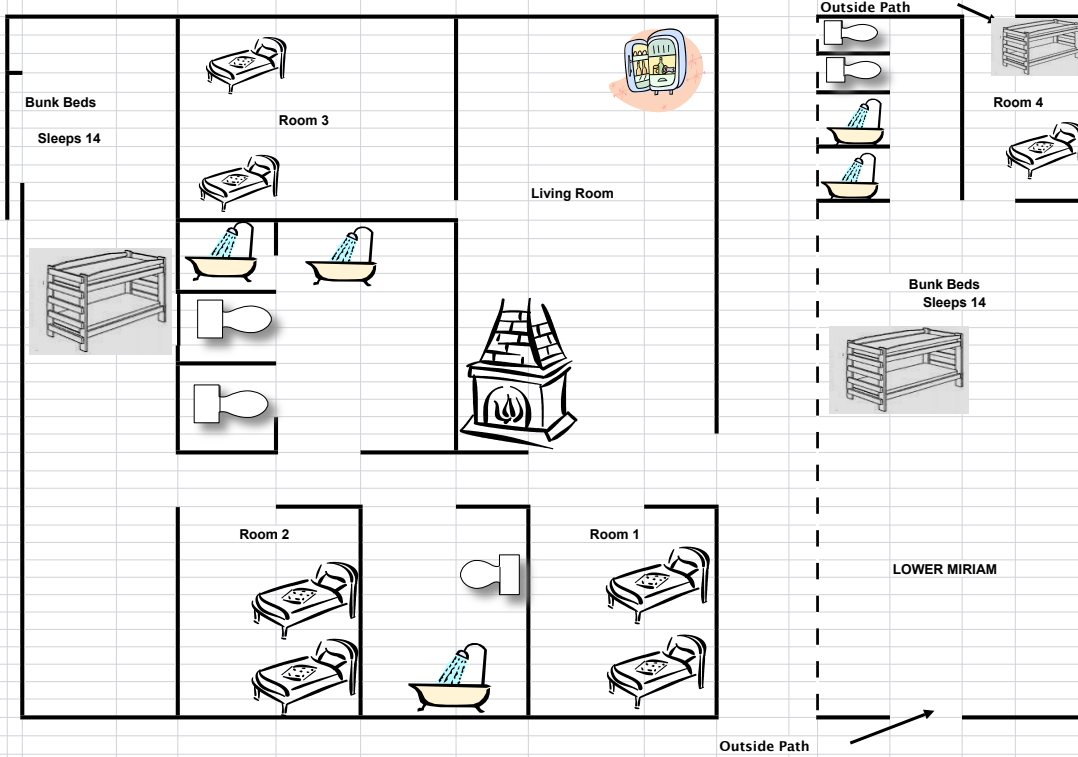 Outside Path
Bunk Beds
Sleeps 14
Room 3
Room 4
Living Room
Bunk Beds
Sleeps 14
Room 2
Room 1
LOWER MIRIAM
Outside Path